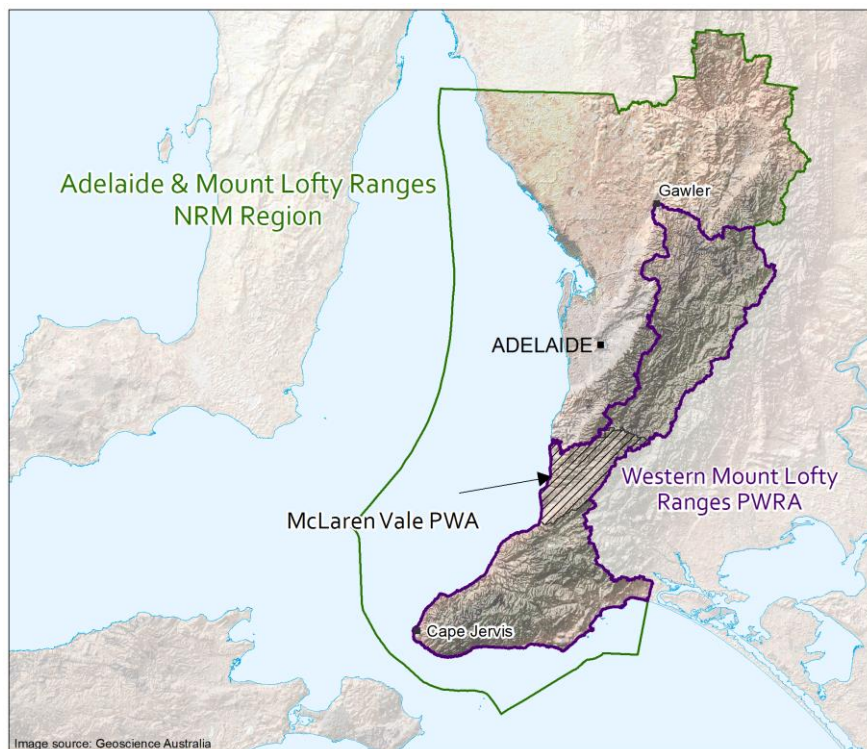 Adelaide & Mount Lofty Ranges
NRM Region
Gawler
ADELAIDE
Western Mount Lofty
Ranges PWRA
McLaren Vale PWA
Cape Jervis
Image source: Geoscience Australia